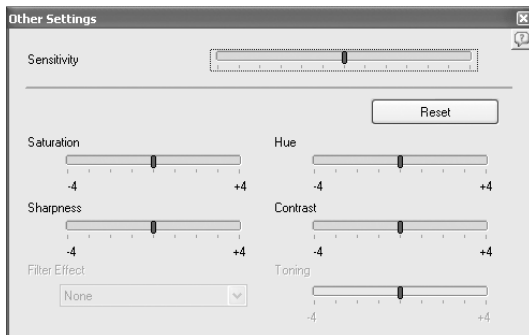 Other Settings
Sensitivity
Reset
Saturation
-4 +4
Hue
-4 +4
Sharpness
-4 +4
Contrast
-4 +4
Filter Effect
None
Toning
-4 +4